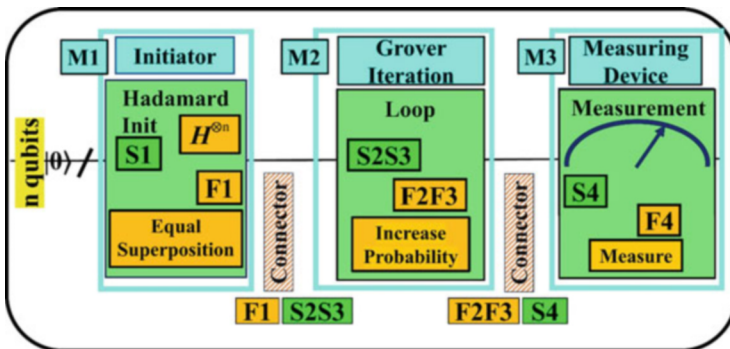 M1
Initiator
Hadamard
Init
H⊗n
S1
F1
Equal
Superposition
n qubits
|0⟩
Connector
F1 S2S3
M2
Grover
Iteration
Loop
S2S3
F2F3
Increase
Probability
Connector
F2F3 S4
M3
Measuring
Device
Measurement
S4
F4
Measure